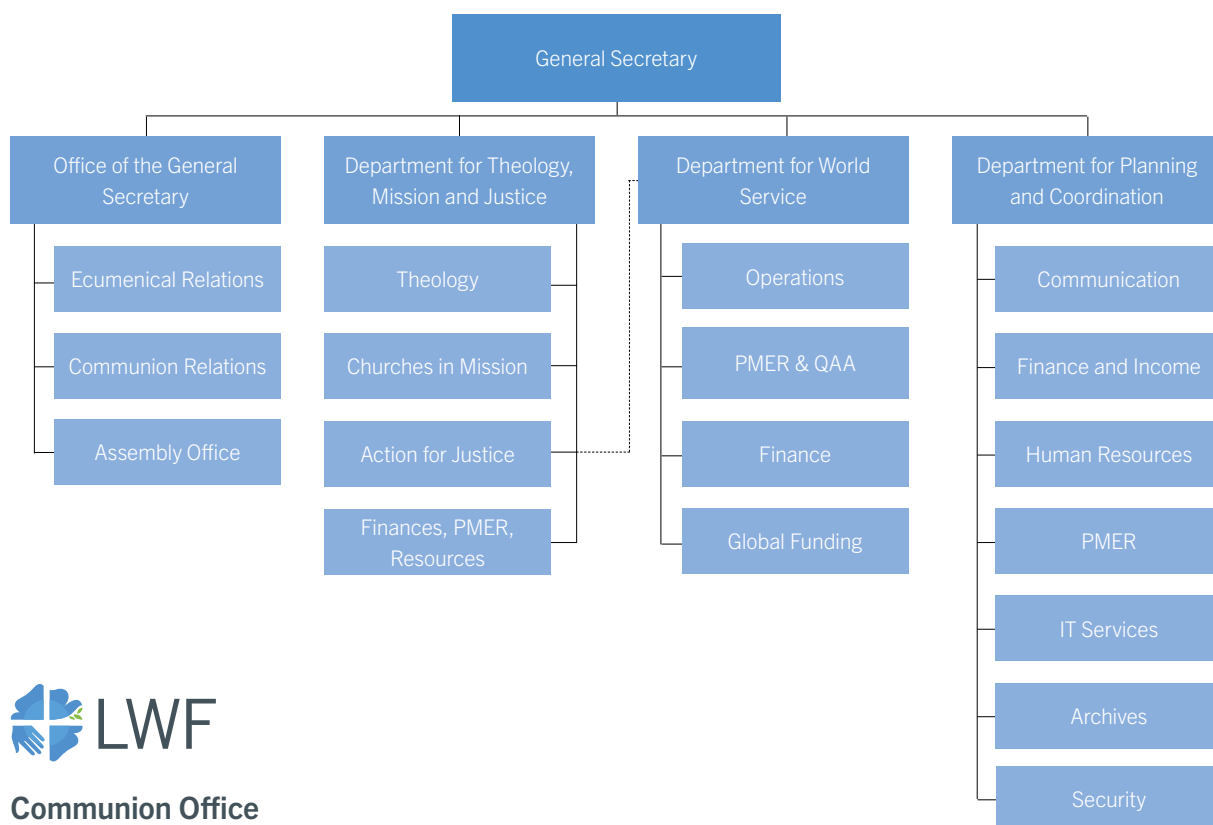 General Secretary
Office of the General
Secretary
Ecumenical Relations
Communion Relations
Assembly Office
Department for Theology,
Mission and Justice
Theology
Churches in Mission
Action for Justice
Finances, PMER,
Resources
Department for World
Service
Operations
PMER & QAA
Finance
Global Funding
Department for Planning
and Coordination
Communication
Finance and Income
Human Resources
PMER
IT Services
Archives
Security
LWF
Communion Office